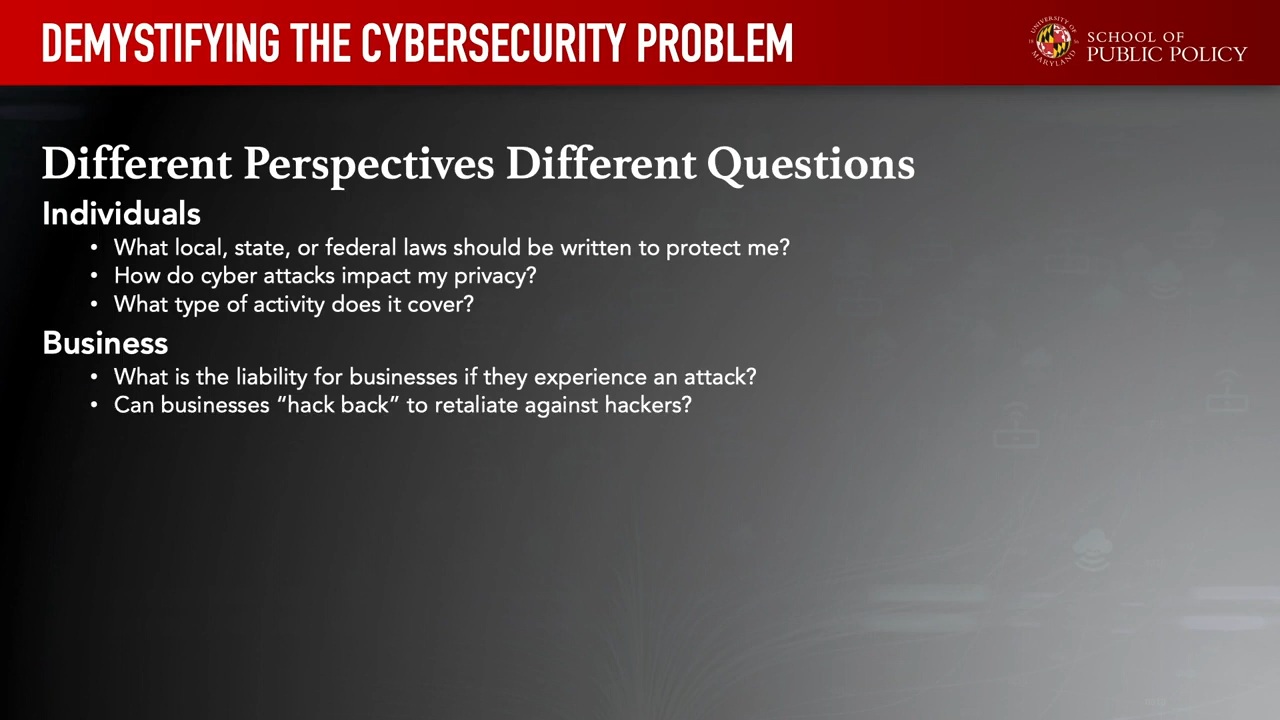 DEMYSTIFYING THE CYBERSECURITY PROBLEM
UNIVERSITY OF
MARYLAND
SCHOOL OF
PUBLIC POLICY
Different Perspectives Different Questions
Individuals
• What local, state, or federal laws should be written to protect me?
• How do cyber attacks impact my privacy?
• What type of activity does it cover?
Business
• What is the liability for businesses if they experience an attack?
• Can businesses “hack back” to retaliate against hackers?